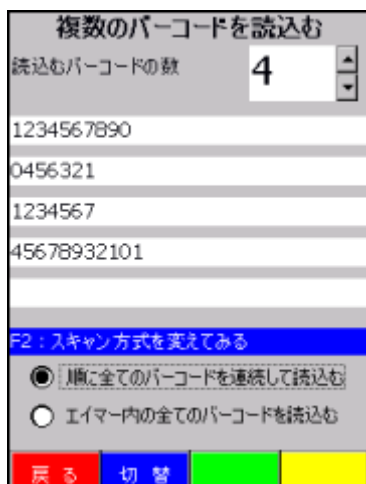 複数のバーコードを読込む
読込むバーコードの数 4
1234567890
0456321
1234567
45678932101
F2：スキャン方式を変えてみる
順に全てのバーコードを連続して読込む
エイマー内の全てのバーコードを読込む
戻る 切替